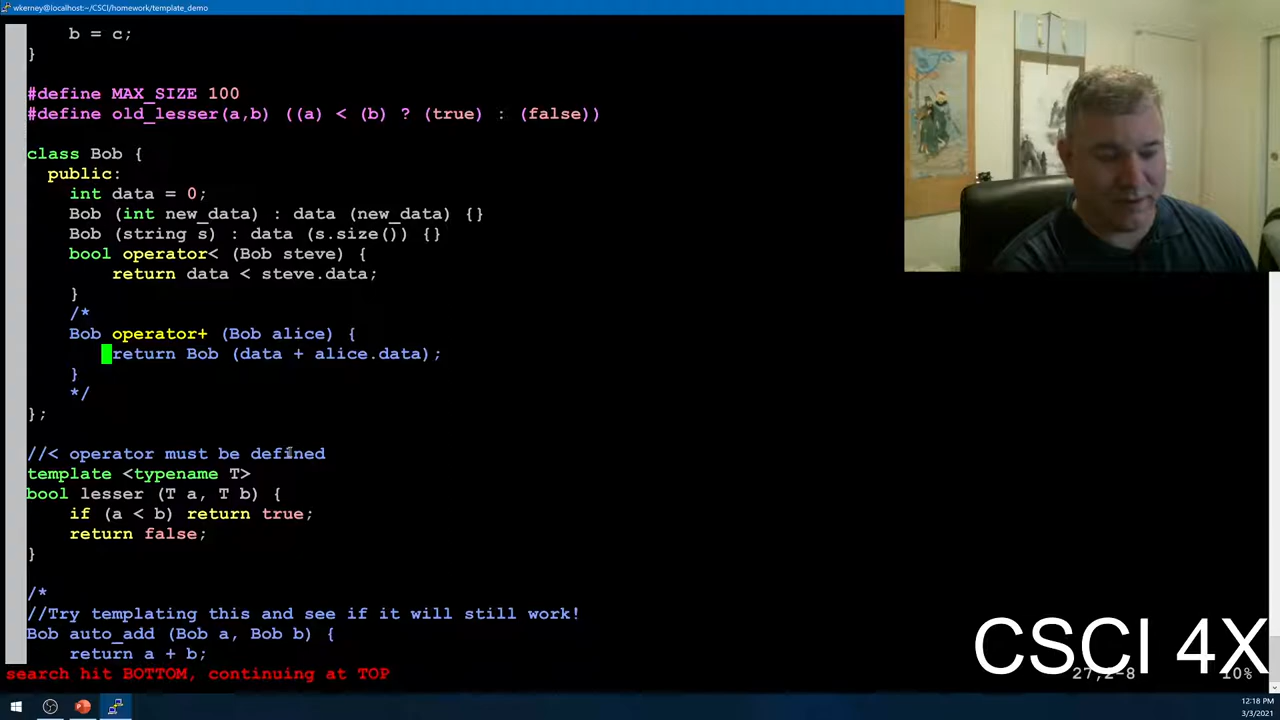 wkerney@localhost:~/CSCI/homework/template_demo
b = c;
}
#define MAX_SIZE 100
#define old_lesser(a,b) ((a) < (b) ? (true) : (false))
class Bob {
public:
int data = 0;
Bob (int new_data) : data (new_data) {}
Bob (string s) : data (s.size()) {}
bool operator< (Bob steve) {
return data < steve.data;
}
/*
Bob operator+ (Bob alice) {
return Bob (data + alice.data);
}
*/
};
//< operator must be defined
template <typename T>
bool lesser (T a, T b) {
if (a < b) return true;
return false;
}
/*
//Try templating this and see if it will still work!
Bob auto_add (Bob a, Bob b) {
return a + b;
search hit BOTTOM, continuing at TOP
27,2-8 10%
CSCI 4X
12:18 PM
3/3/2021